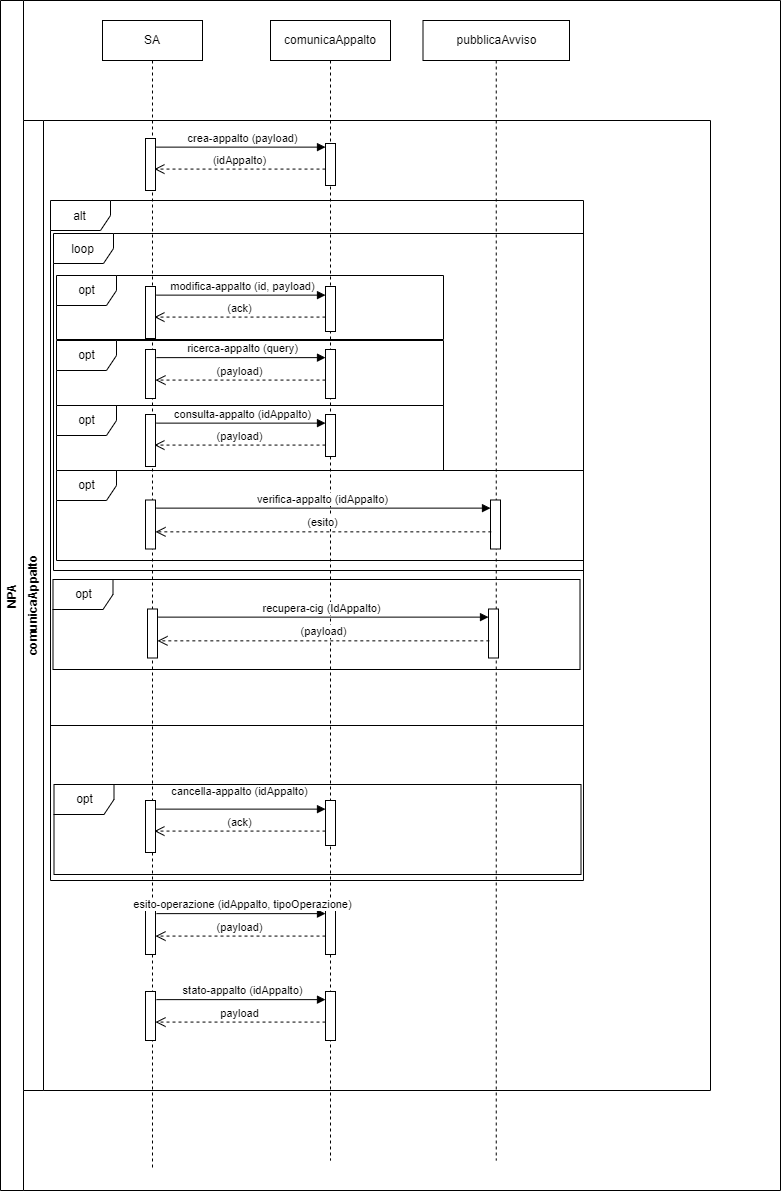 SA
comunicaAppalto
pubblicaAvviso
crea-appalto (payload)
(idAppalto)
alt
loop
opt
modifica-appalto (id, payload)
(ack)
opt
ricerca-appalto (query)
(payload)
opt
consulta-appalto (idAppalto)
(payload)
opt
verifica-appalto (idAppalto)
(esito)
NPA
comunicaAppalto
opt
recupera-cig (IdAppalto)
(payload)
opt
cancella-appalto (idAppalto)
(ack)
esito-operazione (idAppalto, tipoOperazione)
(payload)
stato-appalto (idAppalto)
payload